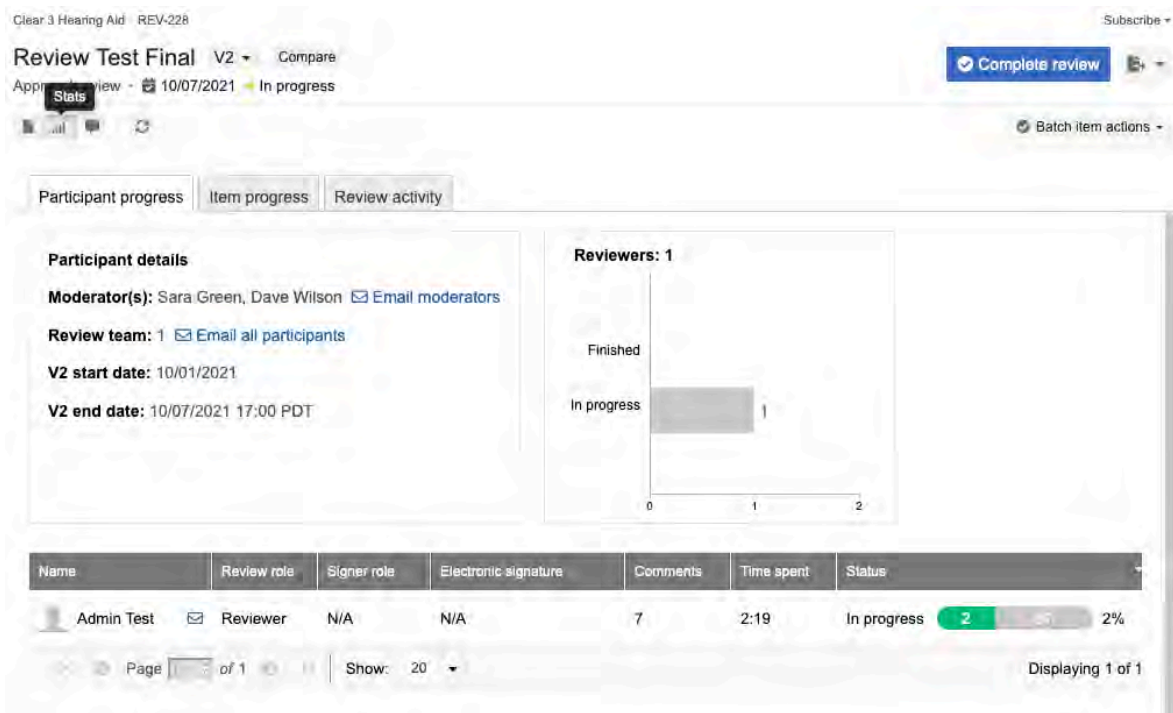 Clear 3 Hearing Aid REV-228 Subscribe
Review Test Final V2 Compare Complete review
10/07/2021 In progress
Stats
Batch item actions
Participant progress Item progress Review activity
Participant details
Moderator(s): Sara Green, Dave Wilson Email moderators
Review team: 1 Email all participants
V2 start date: 10/01/2021
V2 end date: 10/07/2021 17:00 PDT
Reviewers: 1
Finished
In progress 1
0 1 2
Name Review role Signer role Electronic signature Comments Time spent Status
Admin Test Reviewer N/A N/A 7 2:19 In progress 2 2%
Page of 1 Show: 20 Displaying 1 of 1